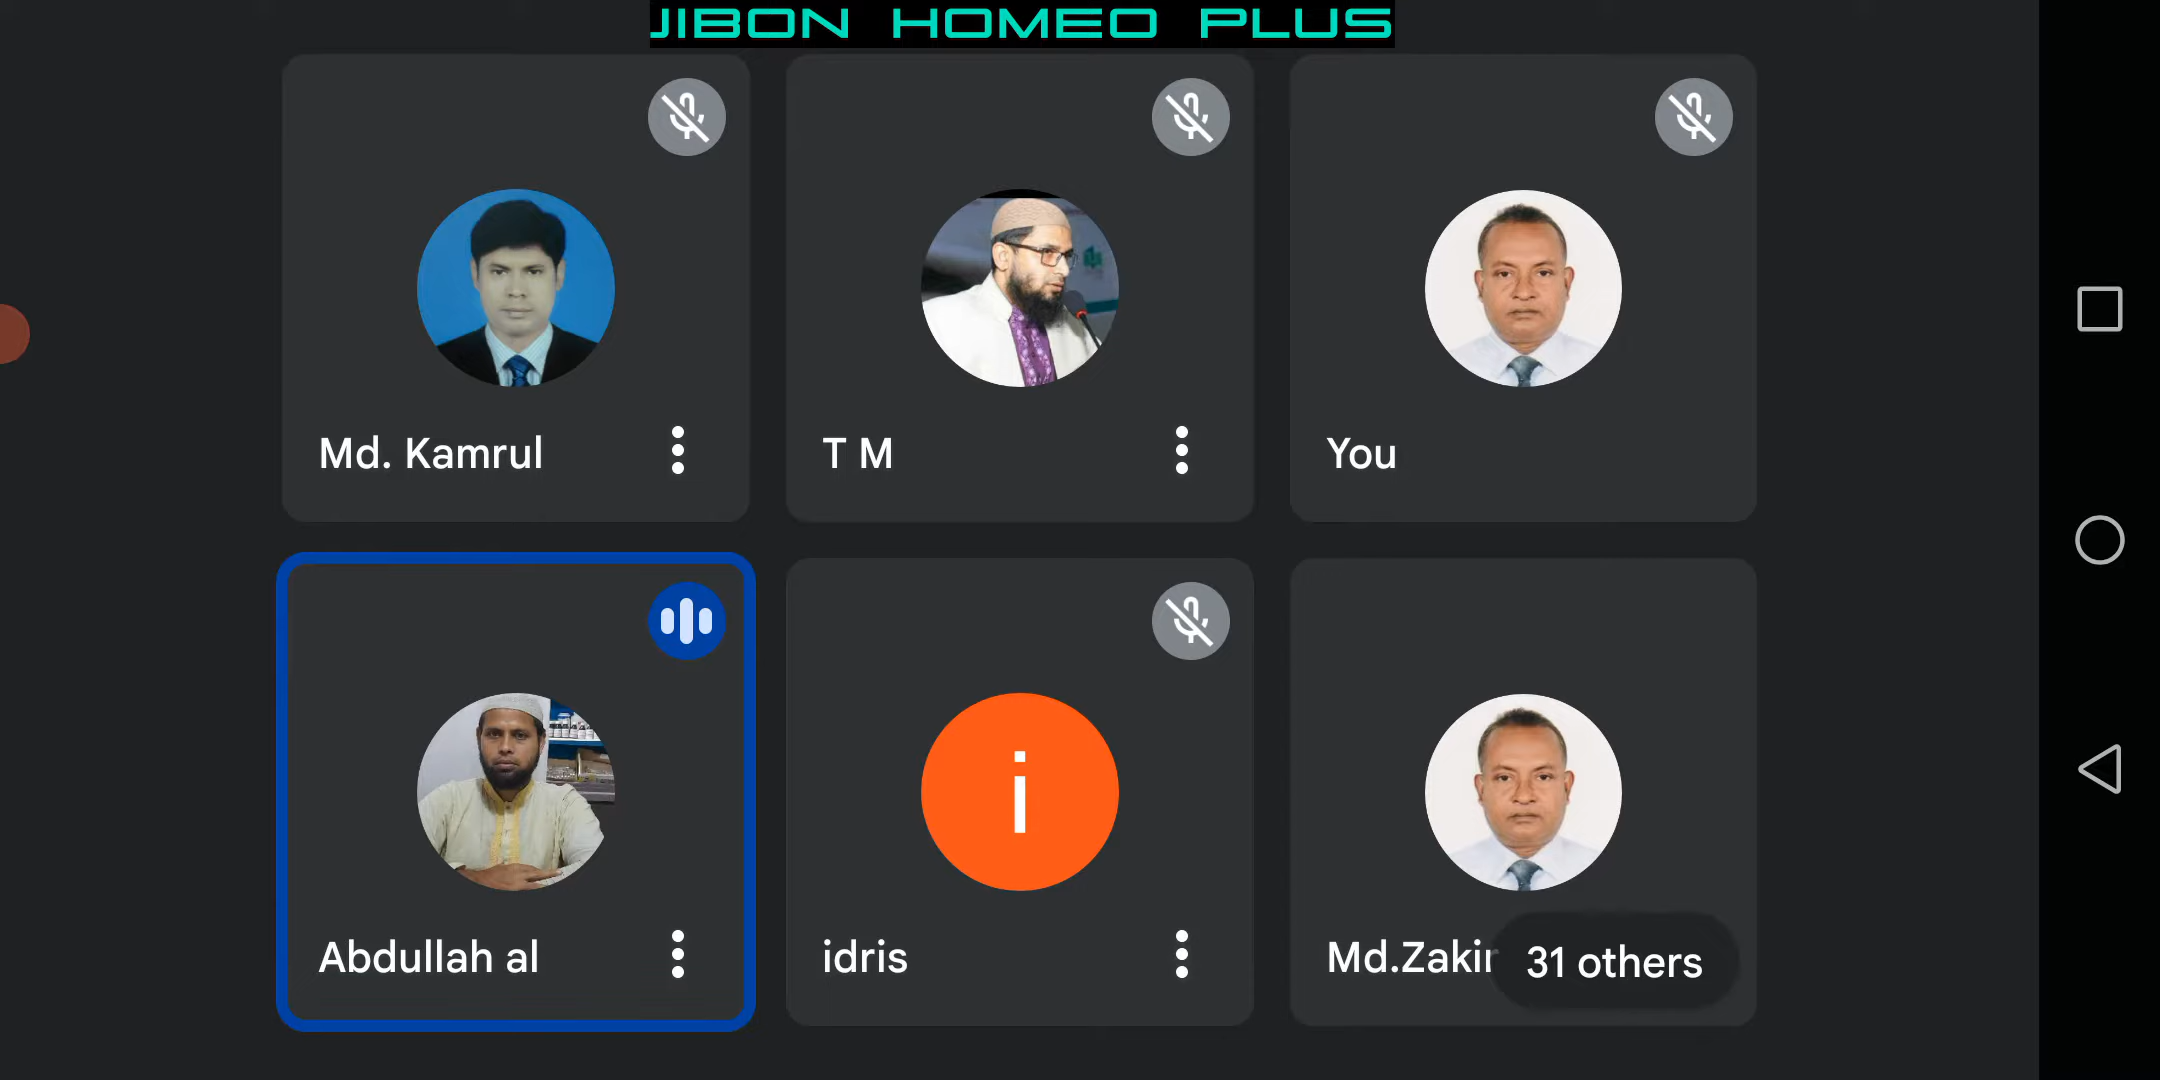 JIBON HOMEO PLUS
Md. Kamrul
T M
You
Abdullah al
i
idris
Md.Zakir
31 others